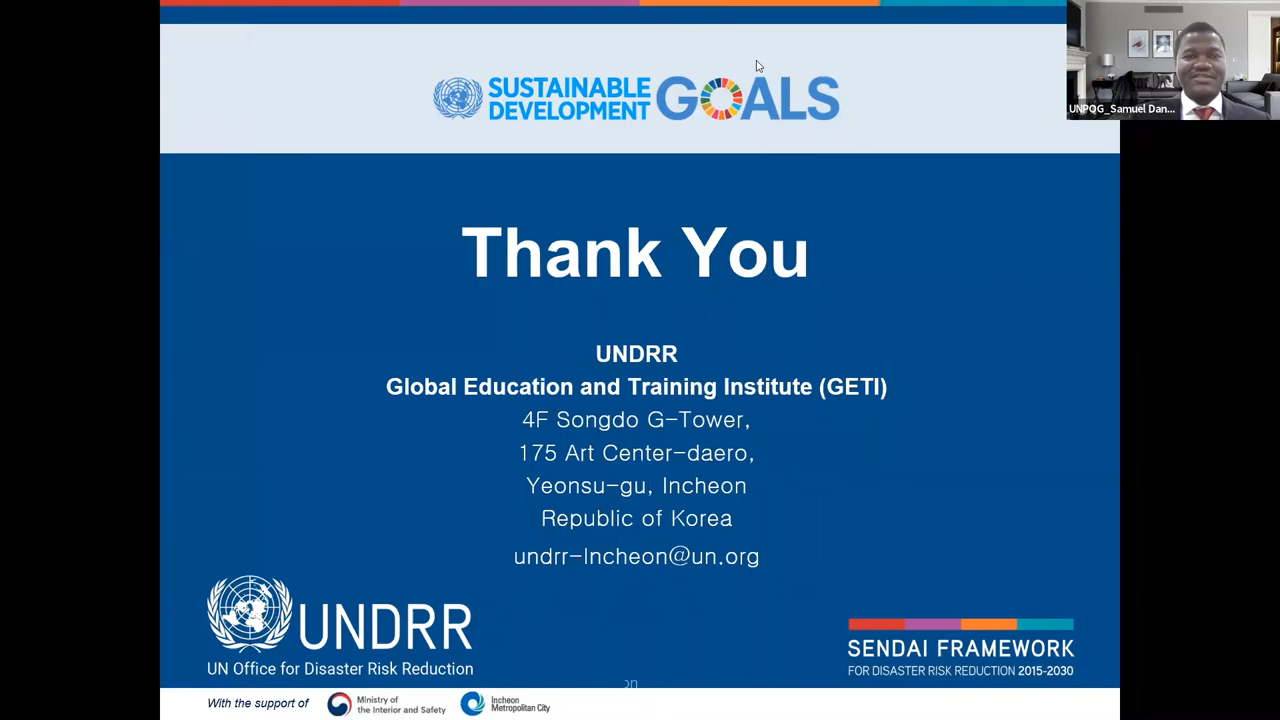 SUSTAINABLE
DEVELOPMENT
GOALS
UNPOG_Samuel Dan...
Thank You
UNDRR
Global Education and Training Institute (GETI)
4F Songdo G-Tower,
175 Art Center-daero,
Yeonsu-gu, Incheon
Republic of Korea
undrr-Incheon@un.org
UNDRR
UN Office for Disaster Risk Reduction
SENDAI FRAMEWORK
FOR DISASTER RISK REDUCTION 2015-2030
on
With the support of
Ministry of
the Interior and Safety
Incheon
Metropolitan City